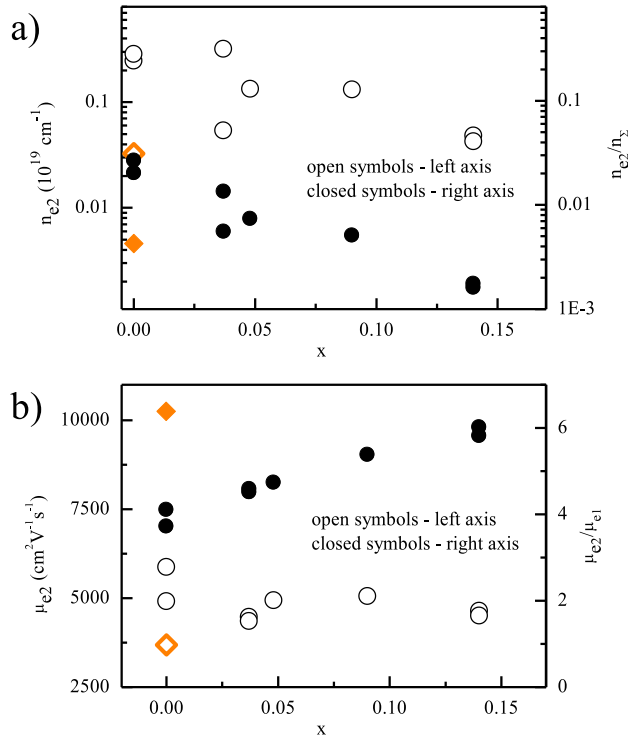 a)
0.1
0.01
n_e2 (10^19 cm^-1)
open symbols - left axis
closed symbols - right axis
0.1
0.01
1E-3
n_e2/n_Σ
0.00
0.05
0.10
0.15
x
b)
10000
7500
5000
2500
μ_e2 (cm^2V^-1s^-1)
open symbols - left axis
closed symbols - right axis
6
4
2
0
μ_e2/μ_e1
0.00
0.05
0.10
0.15
x